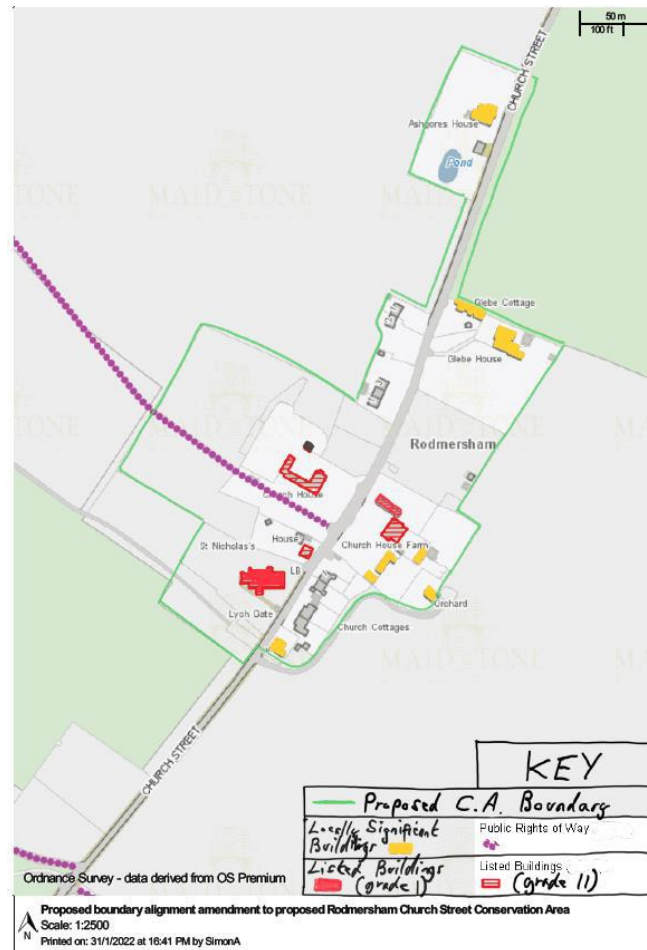 50 m
100 ft
CHURCH STREET
Ashgores House
Pond
Glebe Cottage
Glebe House
Rodmersham
Church House
House
St Nicholas's
Church House Farm
LB
Lych Gate
Orchard
Church Cottages
CHURCH STREET
MAIDSTONE
KEY
Proposed C.A. Boundary
Locally Significant
Buildings
Public Rights of Way
Listed Buildings
(grade I)
Listed Buildings
(grade II)
Ordnance Survey - data derived from OS Premium
N
Proposed boundary alignment amendment to proposed Rodmersham Church Street Conservation Area
Scale: 1:2500
Printed on: 31/1/2022 at 16:41 PM by SimonA